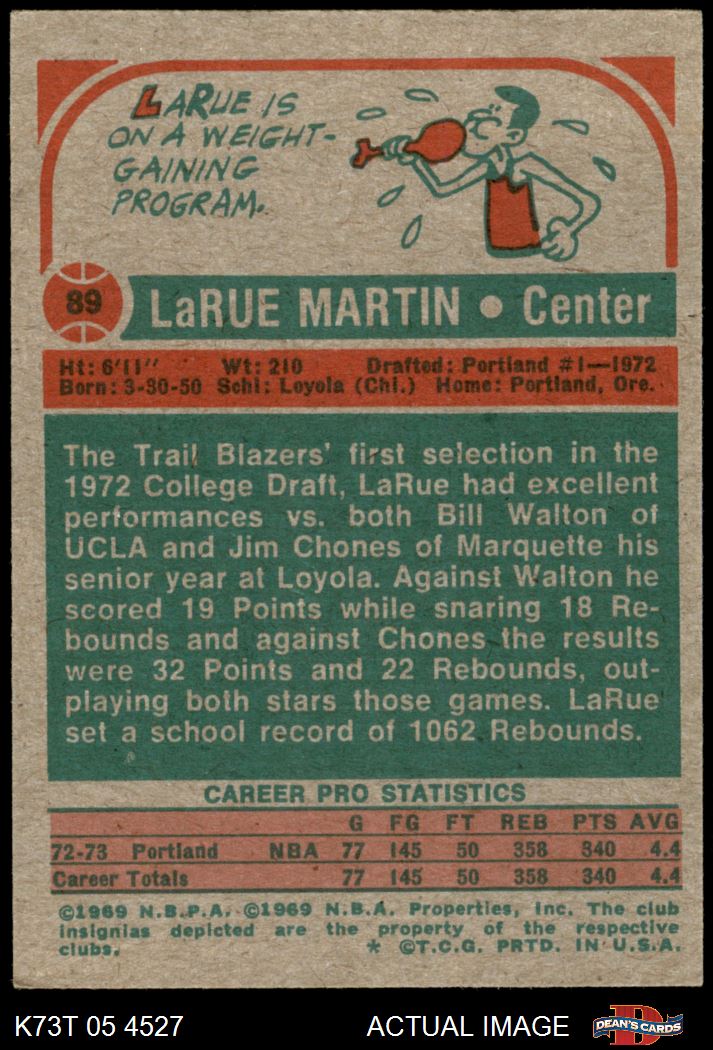 LARUE IS
ON A WEIGHT-
GAINING
PROGRAM.
89
LaRUE MARTIN • Center
Ht: 6'11" Wt: 210 Drafted: Portland #1—1972
Born: 3-30-50 Schl: Loyola (Chi.) Home: Portland, Ore.
The Trail Blazers' first selection in the
1972 College Draft, LaRue had excellent
performances vs. both Bill Walton of
UCLA and Jim Chones of Marquette his
senior year at Loyola. Against Walton he
scored 19 Points while snaring 18 Re-
bounds and against Chones the results
were 32 Points and 22 Rebounds, out-
playing both stars those games. LaRue
set a school record of 1062 Rebounds.
CAREER PRO STATISTICS
G FG FT REB PTS AVG
72-73 Portland NBA 77 145 50 358 340 4.4
Career Totals 77 145 50 358 340 4.4
©1969 N.B.P.A. ©1969 N.B.A. Properties, Inc. The club
insignias depicted are the property of the respective
clubs. * ©T.C.G. PRTD. IN U.S.A.
K73T 05 4527 ACTUAL IMAGE
D
DEAN'S CARDS